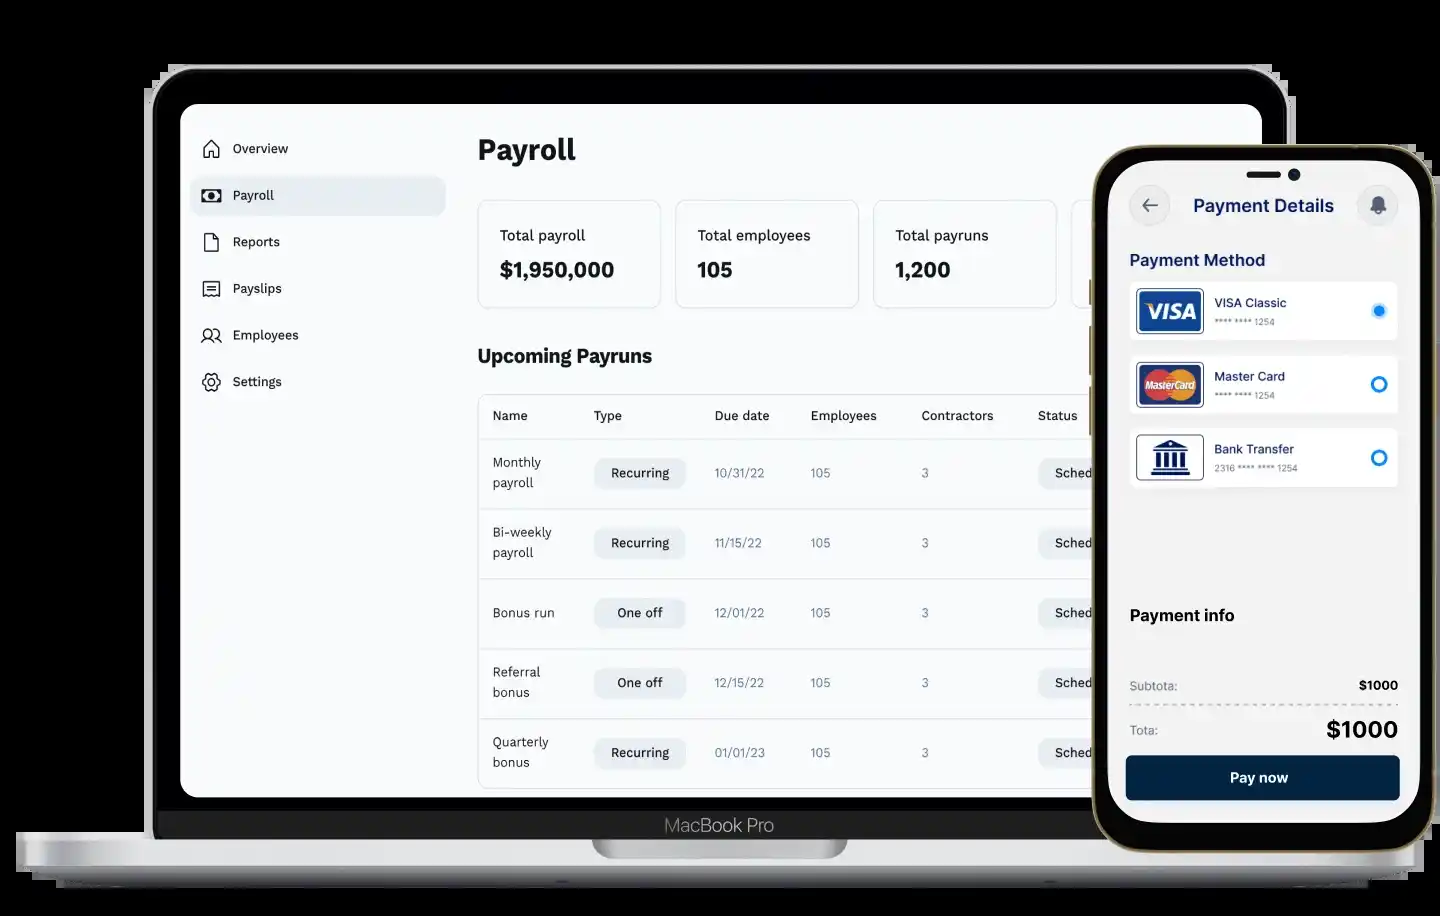 Overview
Payroll
Reports
Payslips
Employees
Settings
Payroll
Total payroll
$1,950,000
Total employees
105
Total payruns
1,200
Upcoming Payruns
Name Type Due date Employees Contractors Status
Monthly
payroll
Recurring 10/31/22 105 3 Sched
Bi-weekly
payroll
Recurring 11/15/22 105 3 Sched
Bonus run One off 12/01/22 105 3 Sched
Referral
bonus
One off 12/15/22 105 3 Sched
Quarterly
bonus
Recurring 01/01/23 105 3 Sched
MacBook Pro
Payment Details
Payment Method
VISA
VISA Classic
**** **** 1254
MasterCard
Master Card
**** **** 1254
Bank Transfer
2316 **** **** 1254
Payment info
Subtota: $1000
Tota: $1000
Pay now